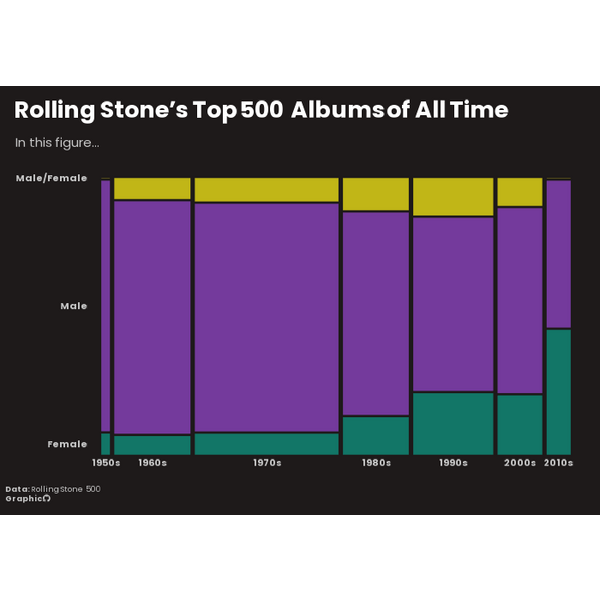 Rolling Stone’s Top 500 Albums of All Time
In this figure...
Male/Female
Male
Female
1950s 1960s 1970s 1980s 1990s 2000s 2010s
Data: Rolling Stone 500
Graphic